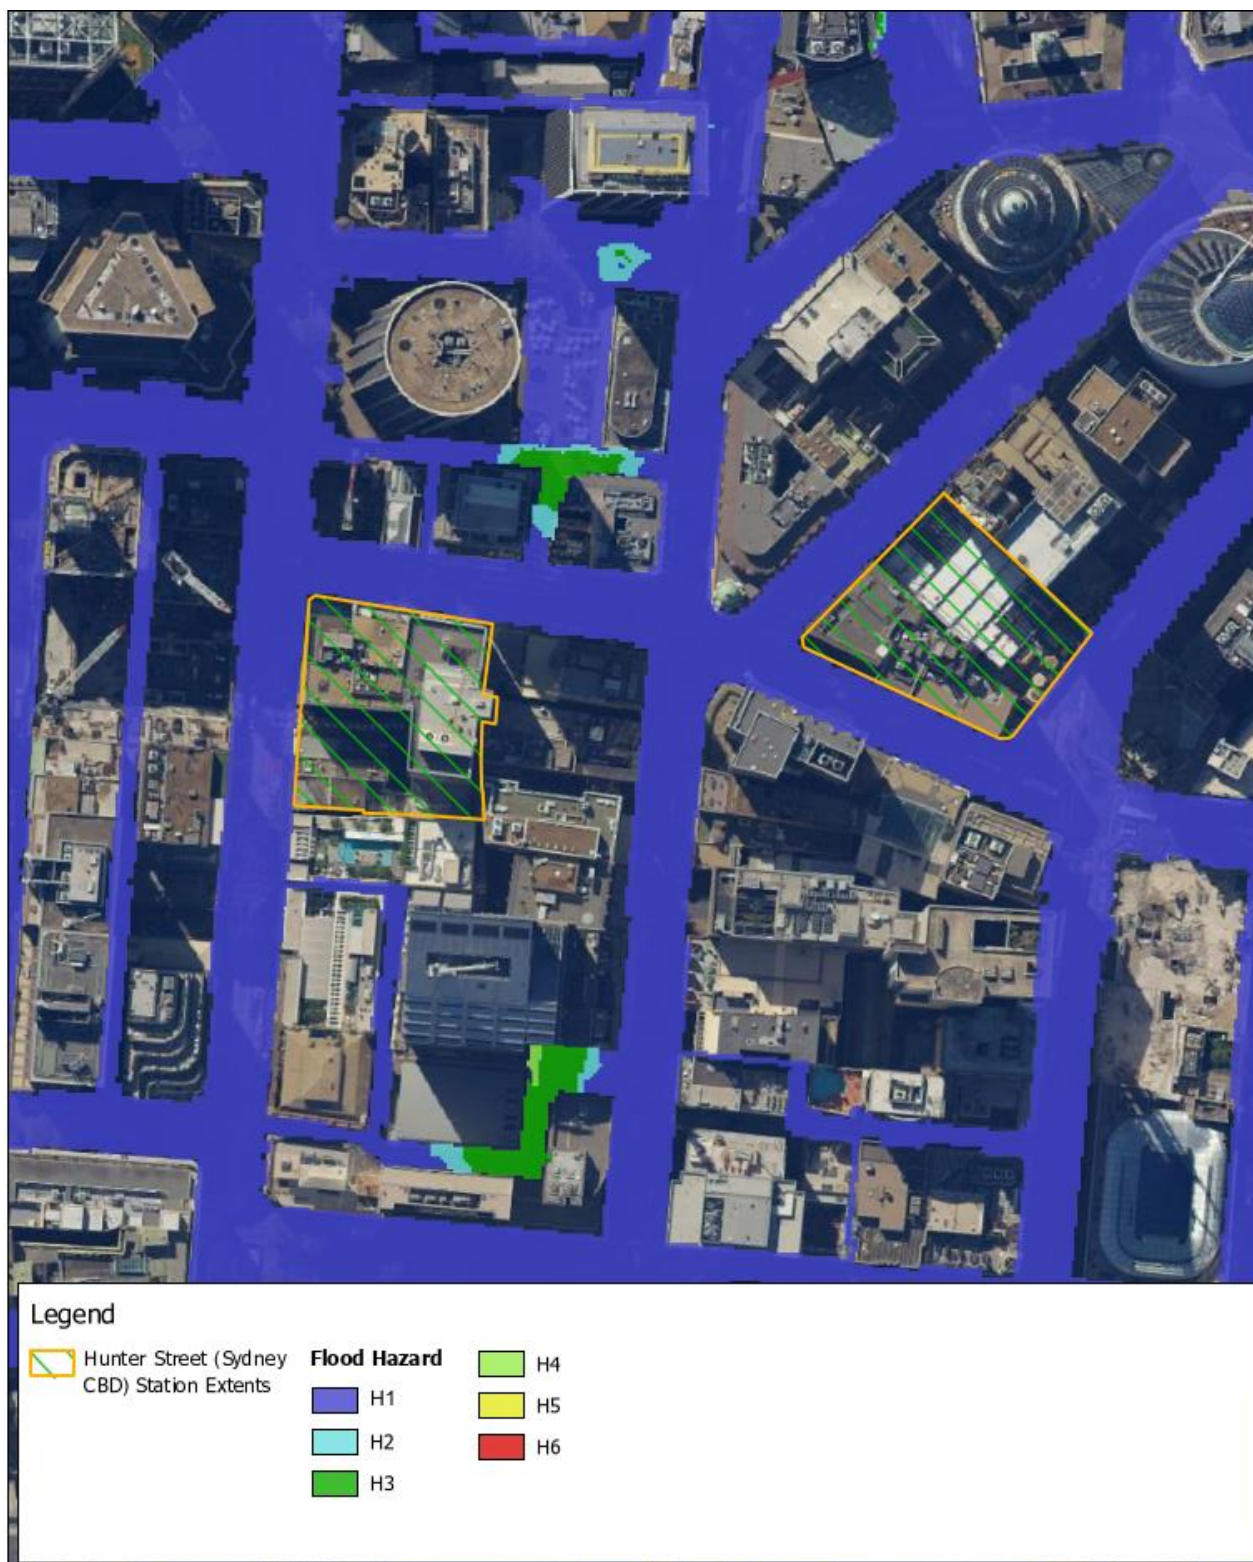 Legend
Hunter Street (Sydney
CBD) Station Extents
Flood Hazard
H1
H2
H3
H4
H5
H6